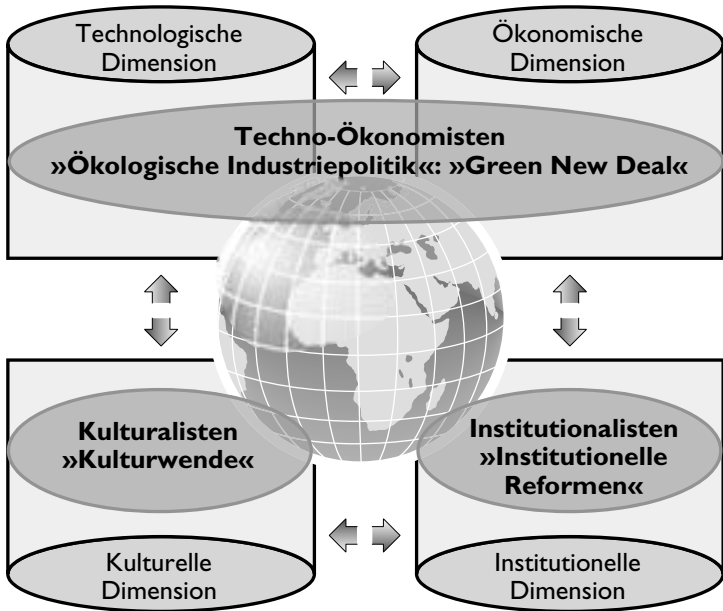 Technologische
Dimension
Ökonomische
Dimension
Techno-Ökonomisten
»Ökologische Industriepolitik«: »Green New Deal«
Kulturalisten
»Kulturwende«
Institutionalisten
»Institutionelle
Reformen«
Kulturelle
Dimension
Institutionelle
Dimension